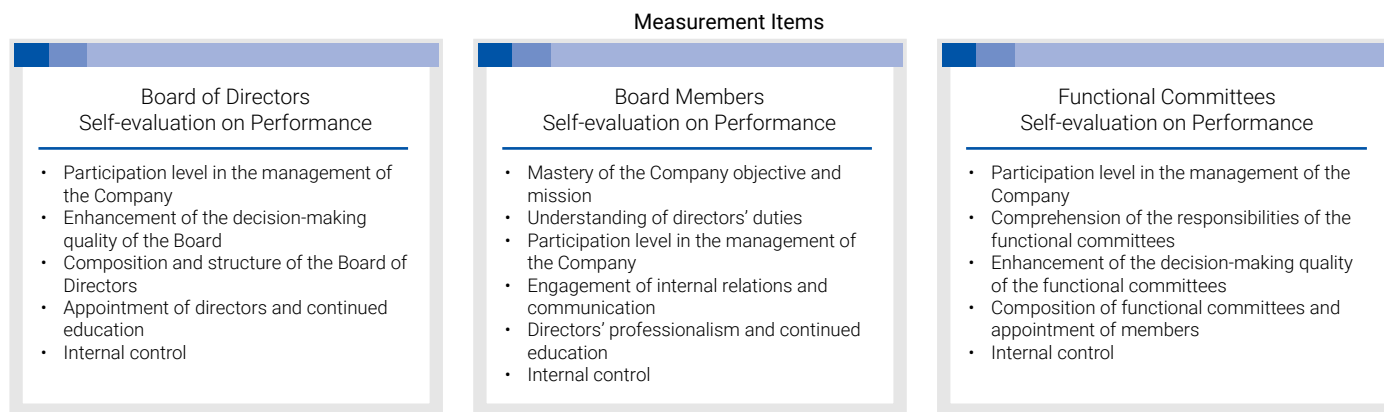 Measurement Items
Board of Directors
Self-evaluation on Performance
• Participation level in the management of
the Company
• Enhancement of the decision-making
quality of the Board
• Composition and structure of the Board of
Directors
• Appointment of directors and continued
education
• Internal control
Board Members
Self-evaluation on Performance
• Mastery of the Company objective and
mission
• Understanding of directors’ duties
• Participation level in the management of
the Company
• Engagement of internal relations and
communication
• Directors’ professionalism and continued
education
• Internal control
Functional Committees
Self-evaluation on Performance
• Participation level in the management of the
Company
• Comprehension of the responsibilities of the
functional committees
• Enhancement of the decision-making quality
of the functional committees
• Composition of functional committees and
appointment of members
• Internal control